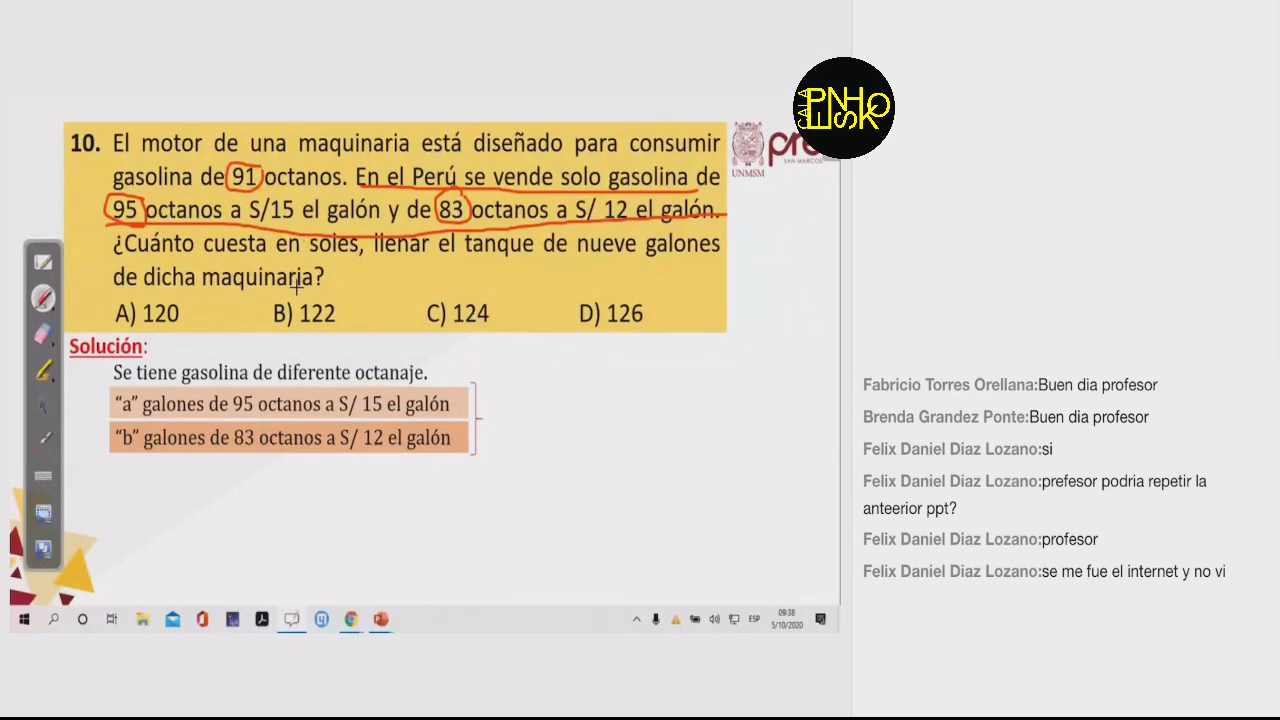 10. El motor de una maquinaria está diseñado para consumir
gasolina de 91 octanos. En el Perú se vende solo gasolina de
95 octanos a S/15 el galón y de 83 octanos a S/ 12 el galón.
¿Cuánto cuesta en soles, llenar el tanque de nueve galones
de dicha maquinaria?
A) 120 B) 122 C) 124 D) 126
Solución:
Se tiene gasolina de diferente octanaje.
“a” galones de 95 octanos a S/ 15 el galón
“b” galones de 83 octanos a S/ 12 el galón
UNMSM
SAN MARCOS
Fabricio Torres Orellana:Buen dia profesor
Brenda Grandez Ponte:Buen dia profesor
Felix Daniel Diaz Lozano:si
Felix Daniel Diaz Lozano:prefesor podria repetir la
anteerior ppt?
Felix Daniel Diaz Lozano:profesor
Felix Daniel Diaz Lozano:se me fue el internet y no vi
ESP
09:38
5/10/2020